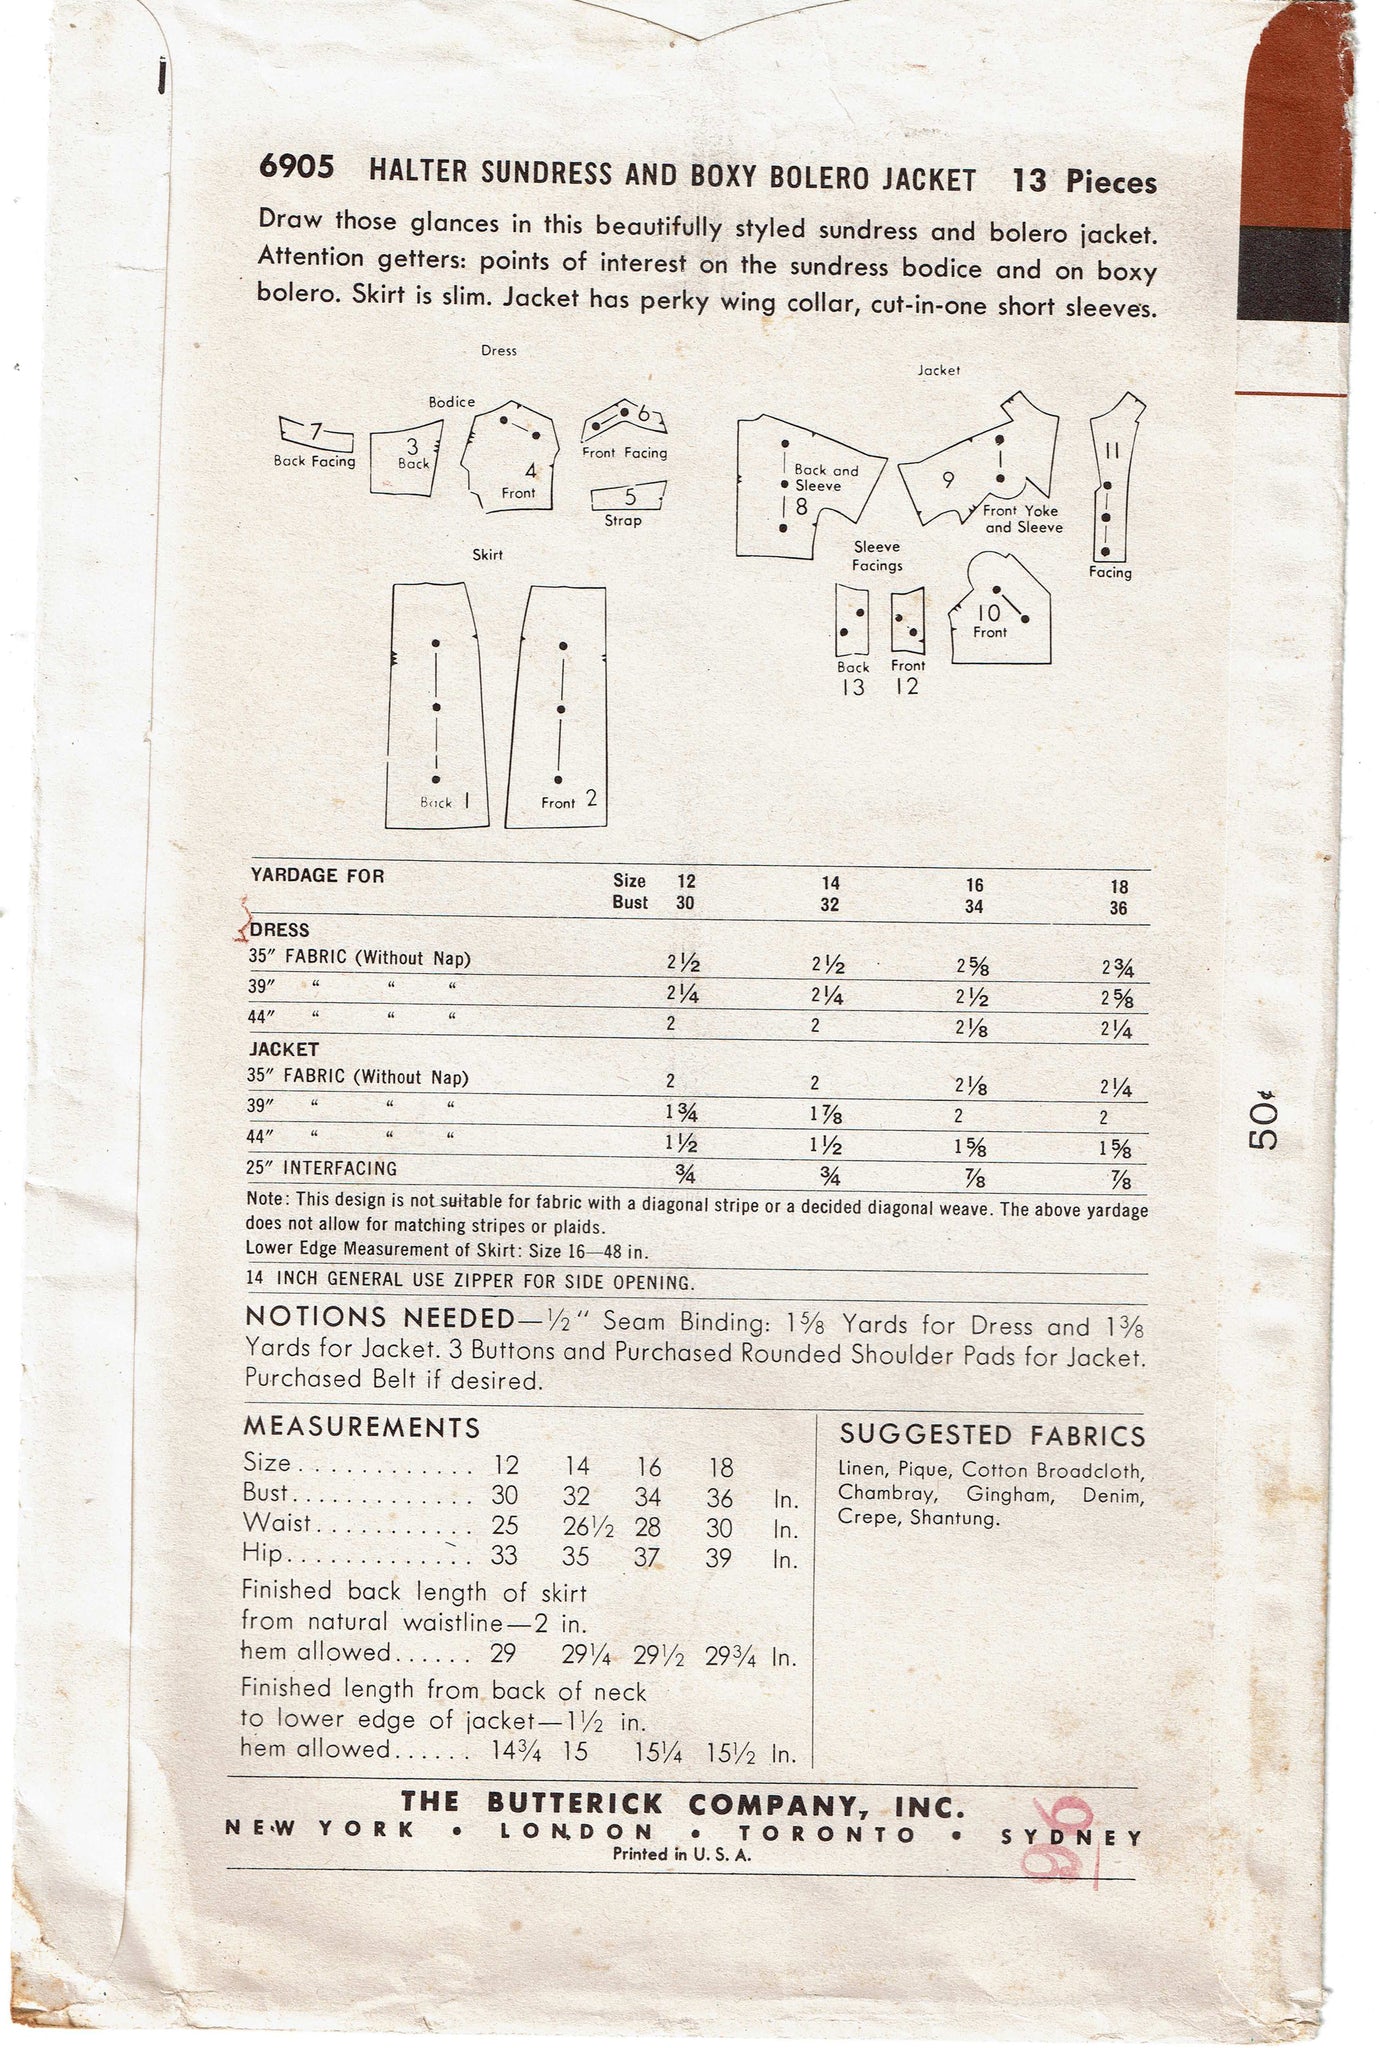 6905 HALTER SUNDRESS AND BOXY BOLERO JACKET 13 Pieces
Draw those glances in this beautifully styled sundress and bolero jacket.
Attention getters: points of interest on the sundress bodice and on boxy
bolero. Skirt is slim. Jacket has perky wing collar, cut-in-one short sleeves.
Dress
Bodice
7
Back Facing
3
Back
4
Front
6
Front Facing
5
Strap
Skirt
Back 1
Front 2
Jacket
Back and
Sleeve
8
9
Front Yoke
and Sleeve
11
Facing
Sleeve
Facings
Back
13
Front
12
10
Front
YARDAGE FOR Size 12 14 16 18
Bust 30 32 34 36
DRESS
35" FABRIC (Without Nap) 2½ 2½ 2⅝ 2¾
39" " " " 2¼ 2¼ 2½ 2⅝
44" " " " 2 2 2⅛ 2¼
JACKET
35" FABRIC (Without Nap) 2 2 2⅛ 2¼
39" " " " 1¾ 1⅞ 2 2
44" " " " 1½ 1½ 1⅝ 1⅝
25" INTERFACING ¾ ¾ ⅞ ⅞
Note: This design is not suitable for fabric with a diagonal stripe or a decided diagonal weave. The above yardage
does not allow for matching stripes or plaids.
Lower Edge Measurement of Skirt: Size 16—48 in.
14 INCH GENERAL USE ZIPPER FOR SIDE OPENING.
NOTIONS NEEDED—½" Seam Binding: 1⅝ Yards for Dress and 1⅜
Yards for Jacket. 3 Buttons and Purchased Rounded Shoulder Pads for Jacket.
Purchased Belt if desired.
MEASUREMENTS
Size............ 12 14 16 18
Bust............. 30 32 34 36 In.
Waist........... 25 26½ 28 30 In.
Hip............. 33 35 37 39 In.
Finished back length of skirt
from natural waistline—2 in.
hem allowed...... 29 29¼ 29½ 29¾ In.
Finished length from back of neck
to lower edge of jacket—1½ in.
hem allowed...... 14¾ 15 15¼ 15½ In.
SUGGESTED FABRICS
Linen, Pique, Cotton Broadcloth,
Chambray, Gingham, Denim,
Crepe, Shantung.
THE BUTTERICK COMPANY, INC.
NEW YORK • LONDON • TORONTO • SYDNEY
Printed in U. S. A.
96
50¢